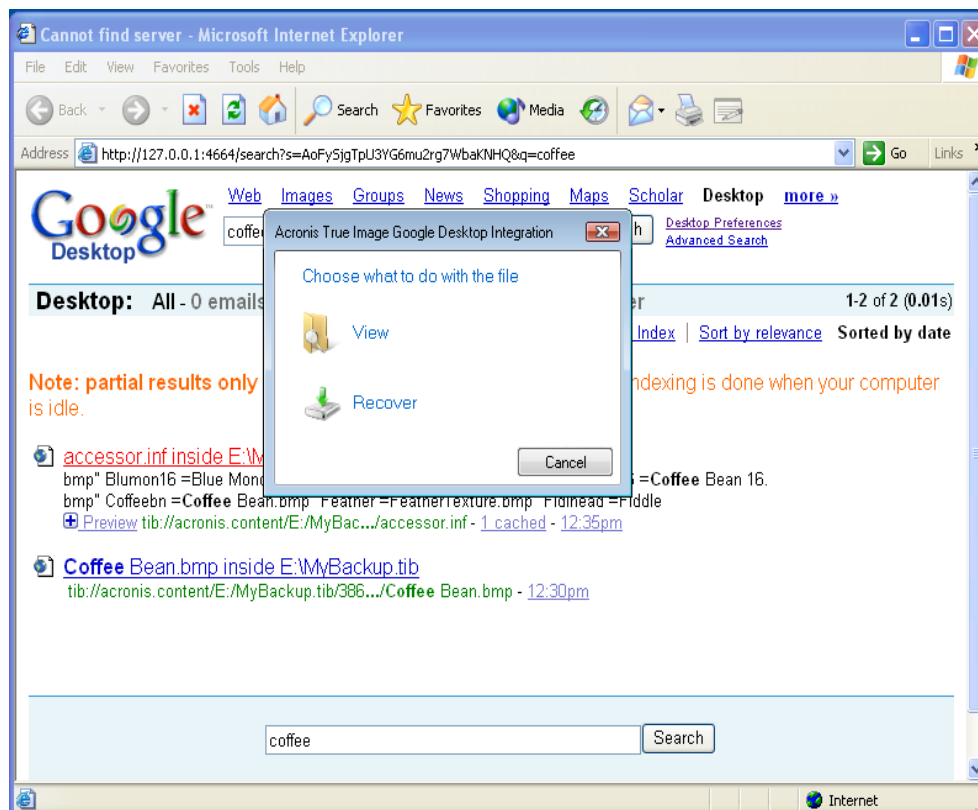 Cannot find server - Microsoft Internet Explorer
File Edit View Favorites Tools Help
Back Search Favorites Media
Address http://127.0.0.1:4664/search?s=AoFySjgTpU3YG6mu2rg7WbaKNHQ&q=coffee Go Links
Google Desktop
Web Images Groups News Shopping Maps Scholar Desktop more »
Desktop Preferences
Advanced Search
Acronis True Image Google Desktop Integration
Choose what to do with the file
View
Recover
Cancel
Desktop: All - 0 emails 1-2 of 2 (0.01s)
Index | Sort by relevance Sorted by date
Note: partial results only ndexing is done when your computer
is idle.
accessor.inf inside E:\M
bmp" Blumon16 =Blue Mond =Coffee Bean 16.
bmp" Coffeebn =Coffee Bean.bmp Feather =FeatherTexture.bmp Fidlhead =Fiddle
Preview tib://acronis.content/E:/MyBac.../accessor.inf - 1 cached - 12:35pm
Coffee Bean.bmp inside E:\MyBackup.tib
tib://acronis.content/E:/MyBackup.tib/386.../Coffee Bean.bmp - 12:30pm
coffee Search
Internet